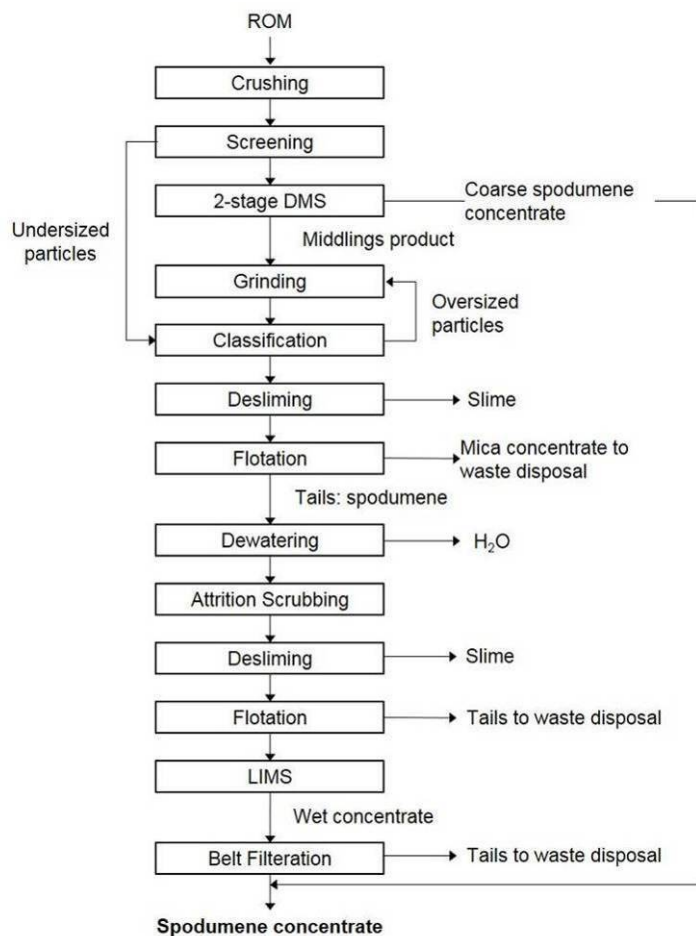 ROM
Crushing
Screening
2-stage DMS
Coarse spodumene
concentrate
Undersized
particles
Middlings product
Grinding
Oversized
particles
Classification
Desliming
Slime
Flotation
Mica concentrate to
waste disposal
Tails: spodumene
Dewatering
H₂O
Attrition Scrubbing
Desliming
Slime
Flotation
Tails to waste disposal
LIMS
Wet concentrate
Belt Filteration
Tails to waste disposal
Spodumene concentrate